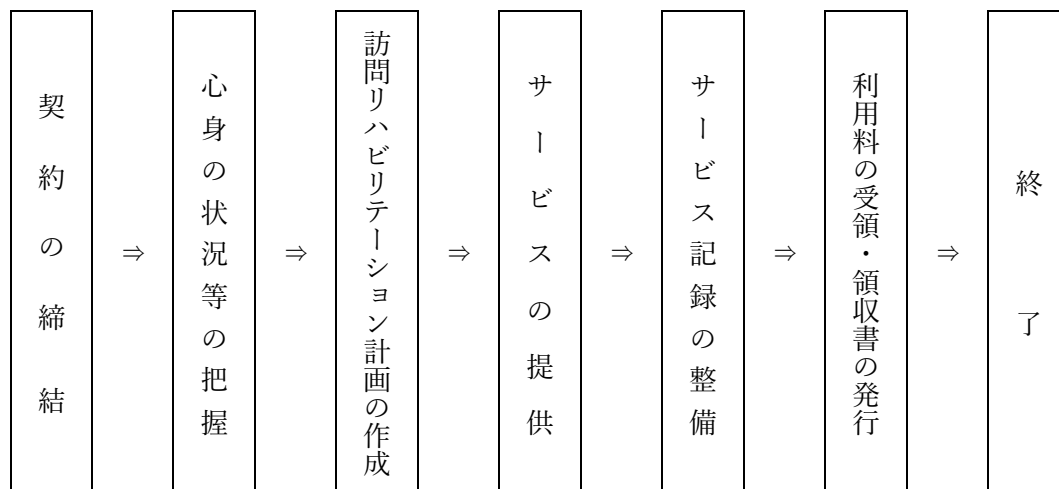 契約の締結
⇒
心身の状況等の把握
⇒
訪問リハビリテーション計画の作成
⇒
サービスの提供
⇒
サービス記録の整備
⇒
利用料の受領・領収書の発行
⇒
終了